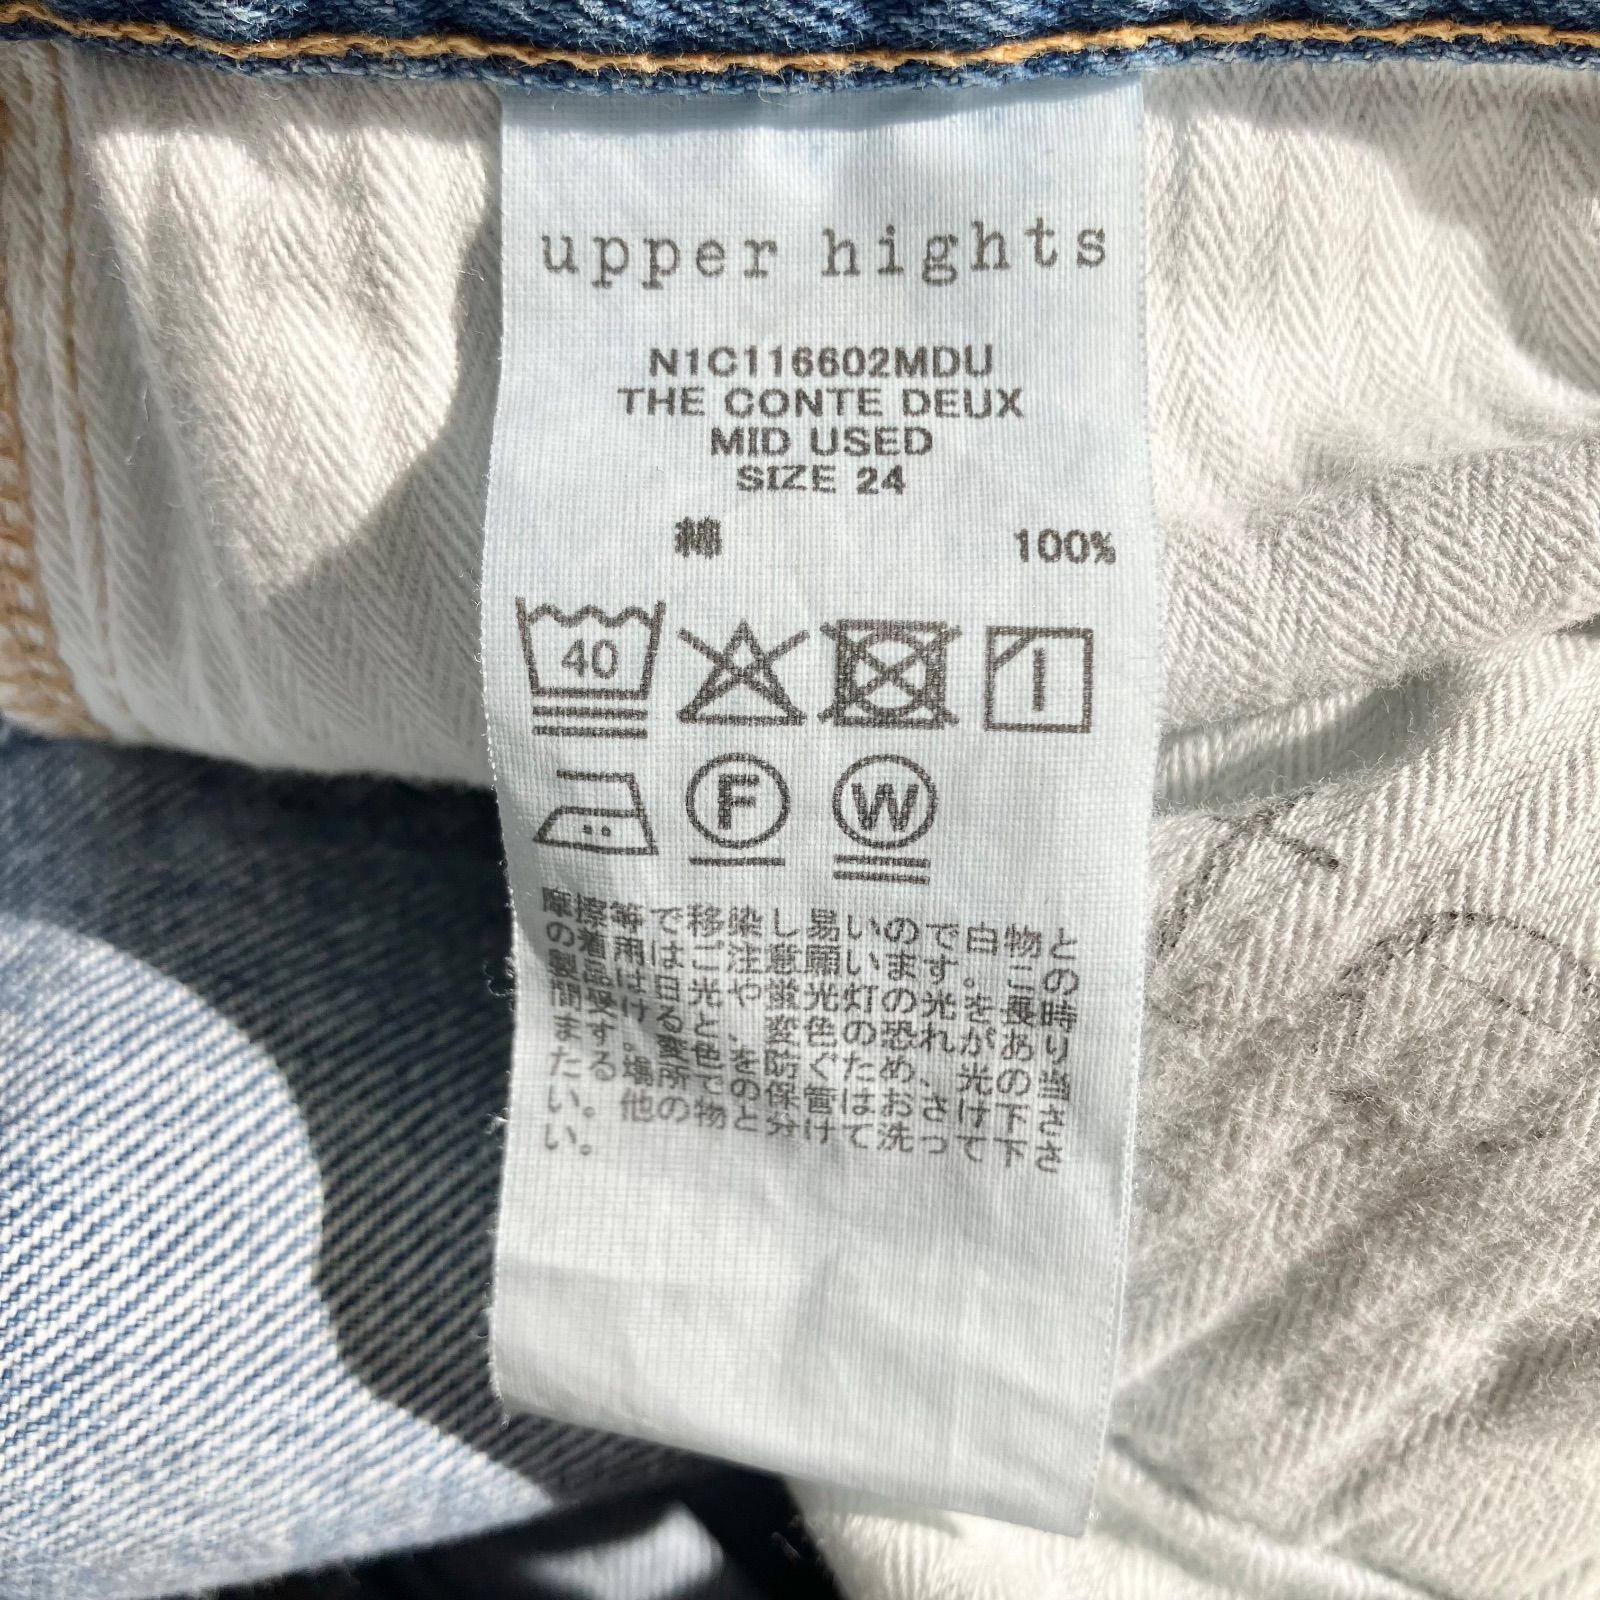 upper hights
N1C116602MDU
THE CONTE DEUX
MID USED
SIZE 24
綿 100%
40
F W
摩擦等では移染し易いので白物と
の着用はご注意願います。この
製品は日光や蛍光灯の光を長時
間受けると、変色の恐れがあり
ます。変色を防ぐため、光の当
たる場所での保管はおさけ下さ
い。他の物と分けて洗って下さ
い。